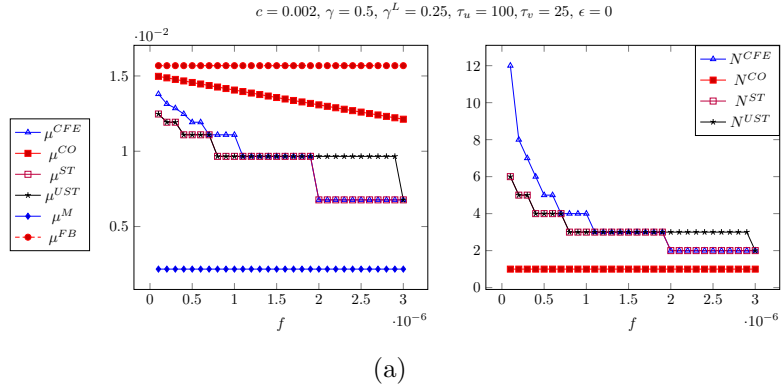 c = 0.002, γ = 0.5, γ^L = 0.25, τ_u = 100, τ_v = 25, ϵ = 0
·10^−2
1.5
1
0.5
0
0.5
1
1.5
2
2.5
3
·10^−6
f
μ^CFE
μ^CO
μ^ST
μ^UST
μ^M
μ^FB
12
10
8
6
4
2
0
0
0.5
1
1.5
2
2.5
3
·10^−6
f
N^CFE
N^CO
N^ST
N^UST
(a)